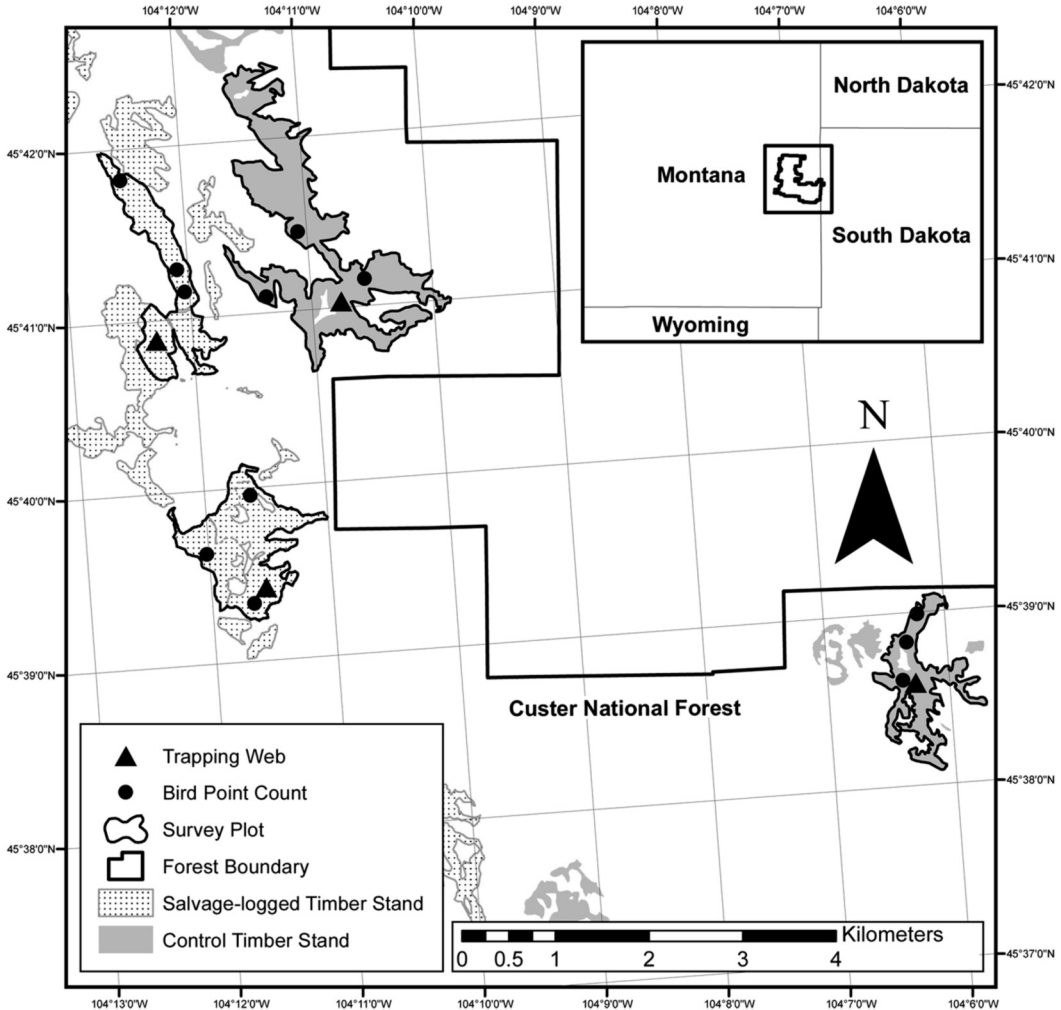 104°12'0"W
104°11'0"W
104°10'0"W
104°9'0"W
104°8'0"W
104°7'0"W
104°6'0"W
45°42'0"N
45°41'0"N
45°40'0"N
45°39'0"N
45°38'0"N
North Dakota
Montana
South Dakota
Wyoming
N
Custer National Forest
45°42'0"N
45°41'0"N
45°40'0"N
45°39'0"N
45°38'0"N
45°37'0"N
Trapping Web
Bird Point Count
Survey Plot
Forest Boundary
Salvage-logged Timber Stand
Control Timber Stand
Kilometers
0 0.5 1 2 3 4
104°13'0"W
104°12'0"W
104°11'0"W
104°10'0"W
104°9'0"W
104°8'0"W
104°7'0"W
104°6'0"W